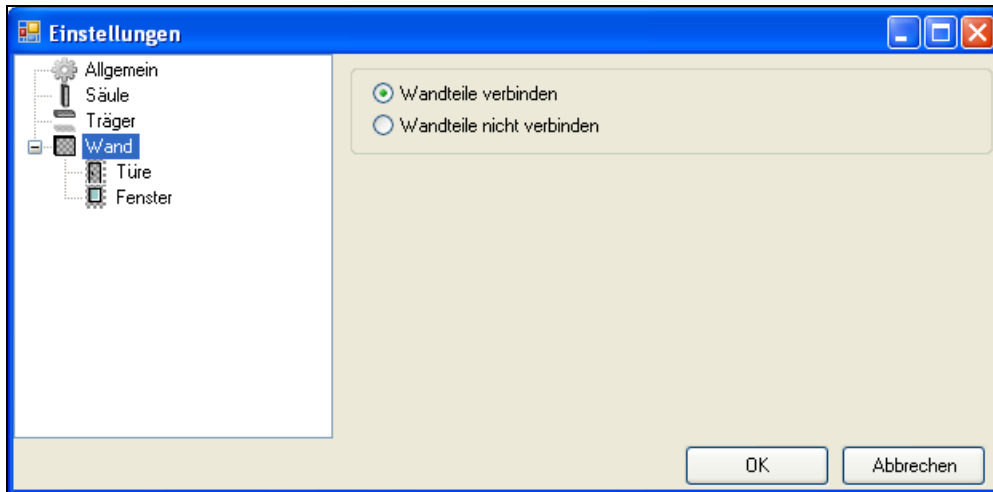 Einstellungen
Allgemein
Säule
Träger
Wand
Türe
Fenster
Wandteile verbinden
Wandteile nicht verbinden
OK
Abbrechen